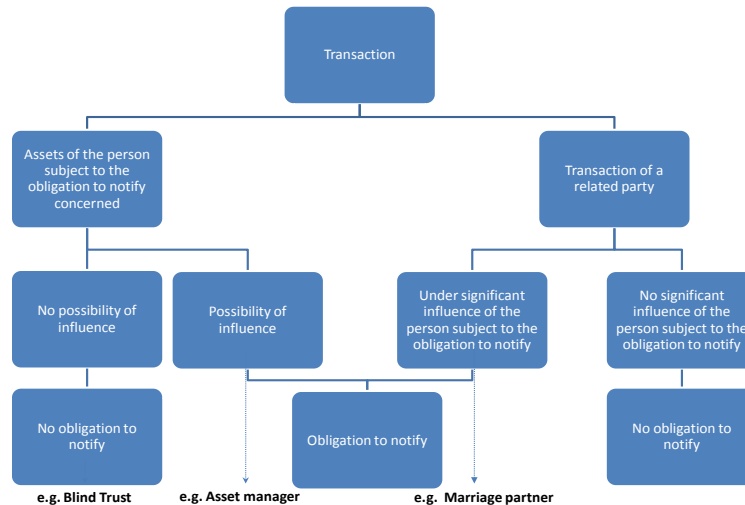 Transaction
Assets of the person
subject to the
obligation to notify
concerned
Transaction of a
related party
No possibility of
influence
Possibility of
influence
Under significant
influence of the
person subject to the
obligation to notify
No significant
influence of the
person subject to the
obligation to notify
No obligation to
notify
Obligation to notify
No obligation to
notify
e.g. Blind Trust
e.g. Asset manager
e.g. Marriage partner